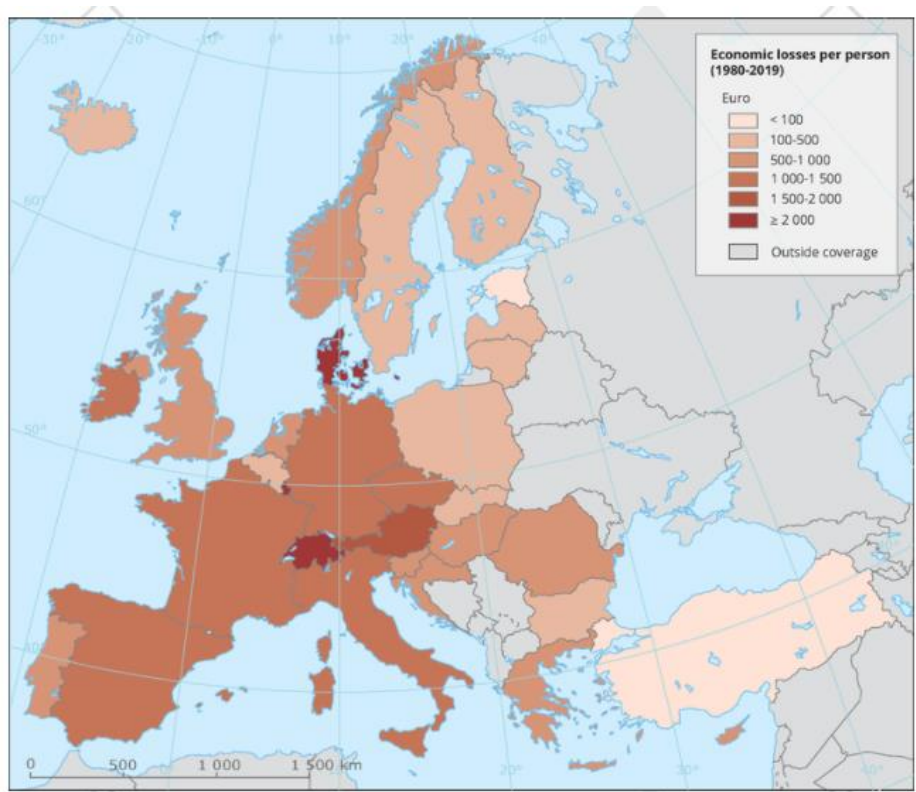 30° 20° 10° 0° 10° 20° 40°
Economic losses per person
(1980-2019)
Euro
< 100
100-500
500-1 000
1 000-1 500
1 500-2 000
≥ 2 000
Outside coverage
60°
50°
40°
0 500 1 000 1 500 km
20° 30° 40°